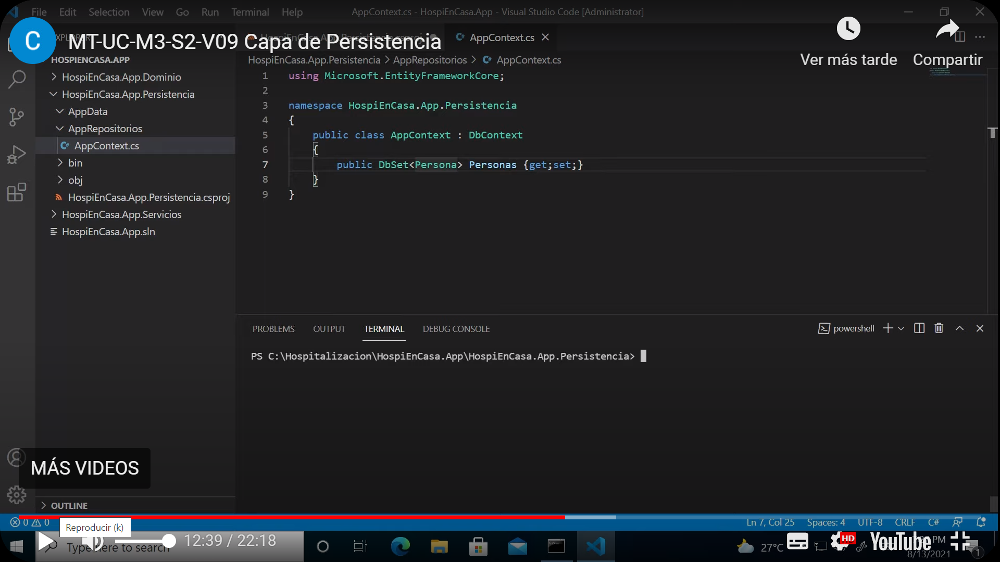 File Edit Selection View Go Run Terminal Help AppContext.cs - HospiEnCasa.App - Visual Studio Code [Administrator]
C MT-UC-M3-S2-V09 Capa de Persistencia
AppContext.cs
Ver más tarde Compartir
HOSPIENCASA.APP
HospiEnCasa.App.Dominio
HospiEnCasa.App.Persistencia
AppData
AppRepositorios
AppContext.cs
bin
obj
HospiEnCasa.App.Persistencia.csproj
HospiEnCasa.App.Servicios
HospiEnCasa.App.sln
OUTLINE
HospiEnCasa.App.Persistencia > AppRepositorios > AppContext.cs
1 using Microsoft.EntityFrameworkCore;
2
3 namespace HospiEnCasa.App.Persistencia
4 {
5 public class AppContext : DbContext
6 {
7 public DbSet<Persona> Personas {get;set;}
8 }
9 }
PROBLEMS OUTPUT TERMINAL DEBUG CONSOLE powershell
PS C:\Hospitalizacion\HospiEnCasa.App\HospiEnCasa.App.Persistencia>
MÁS VIDEOS
0 0 Ln 7, Col 25 Spaces: 4 UTF-8 CRLF C#
Reproducir (k)
12:39 / 22:18
Type here to search
27°C HD YouTube PM
8/13/2021 1